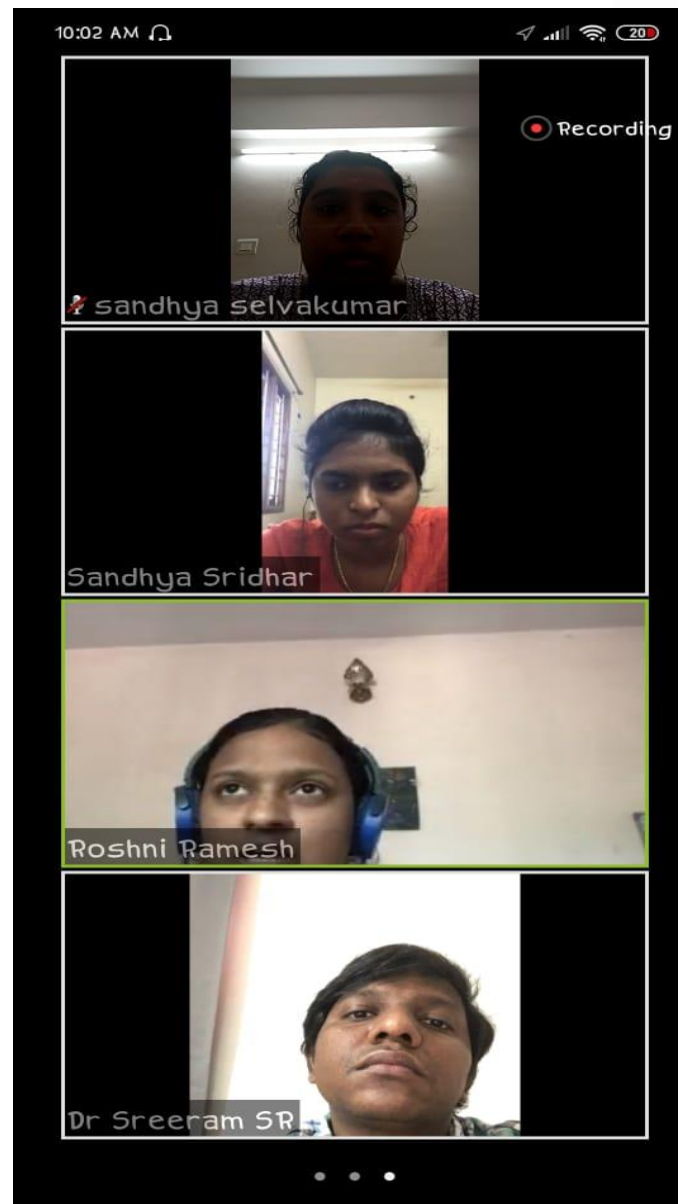 10:02 AM 20
Recording
sandhya selvakumar
Sandhya Sridhar
Roshni Ramesh
Dr Sreeram SR